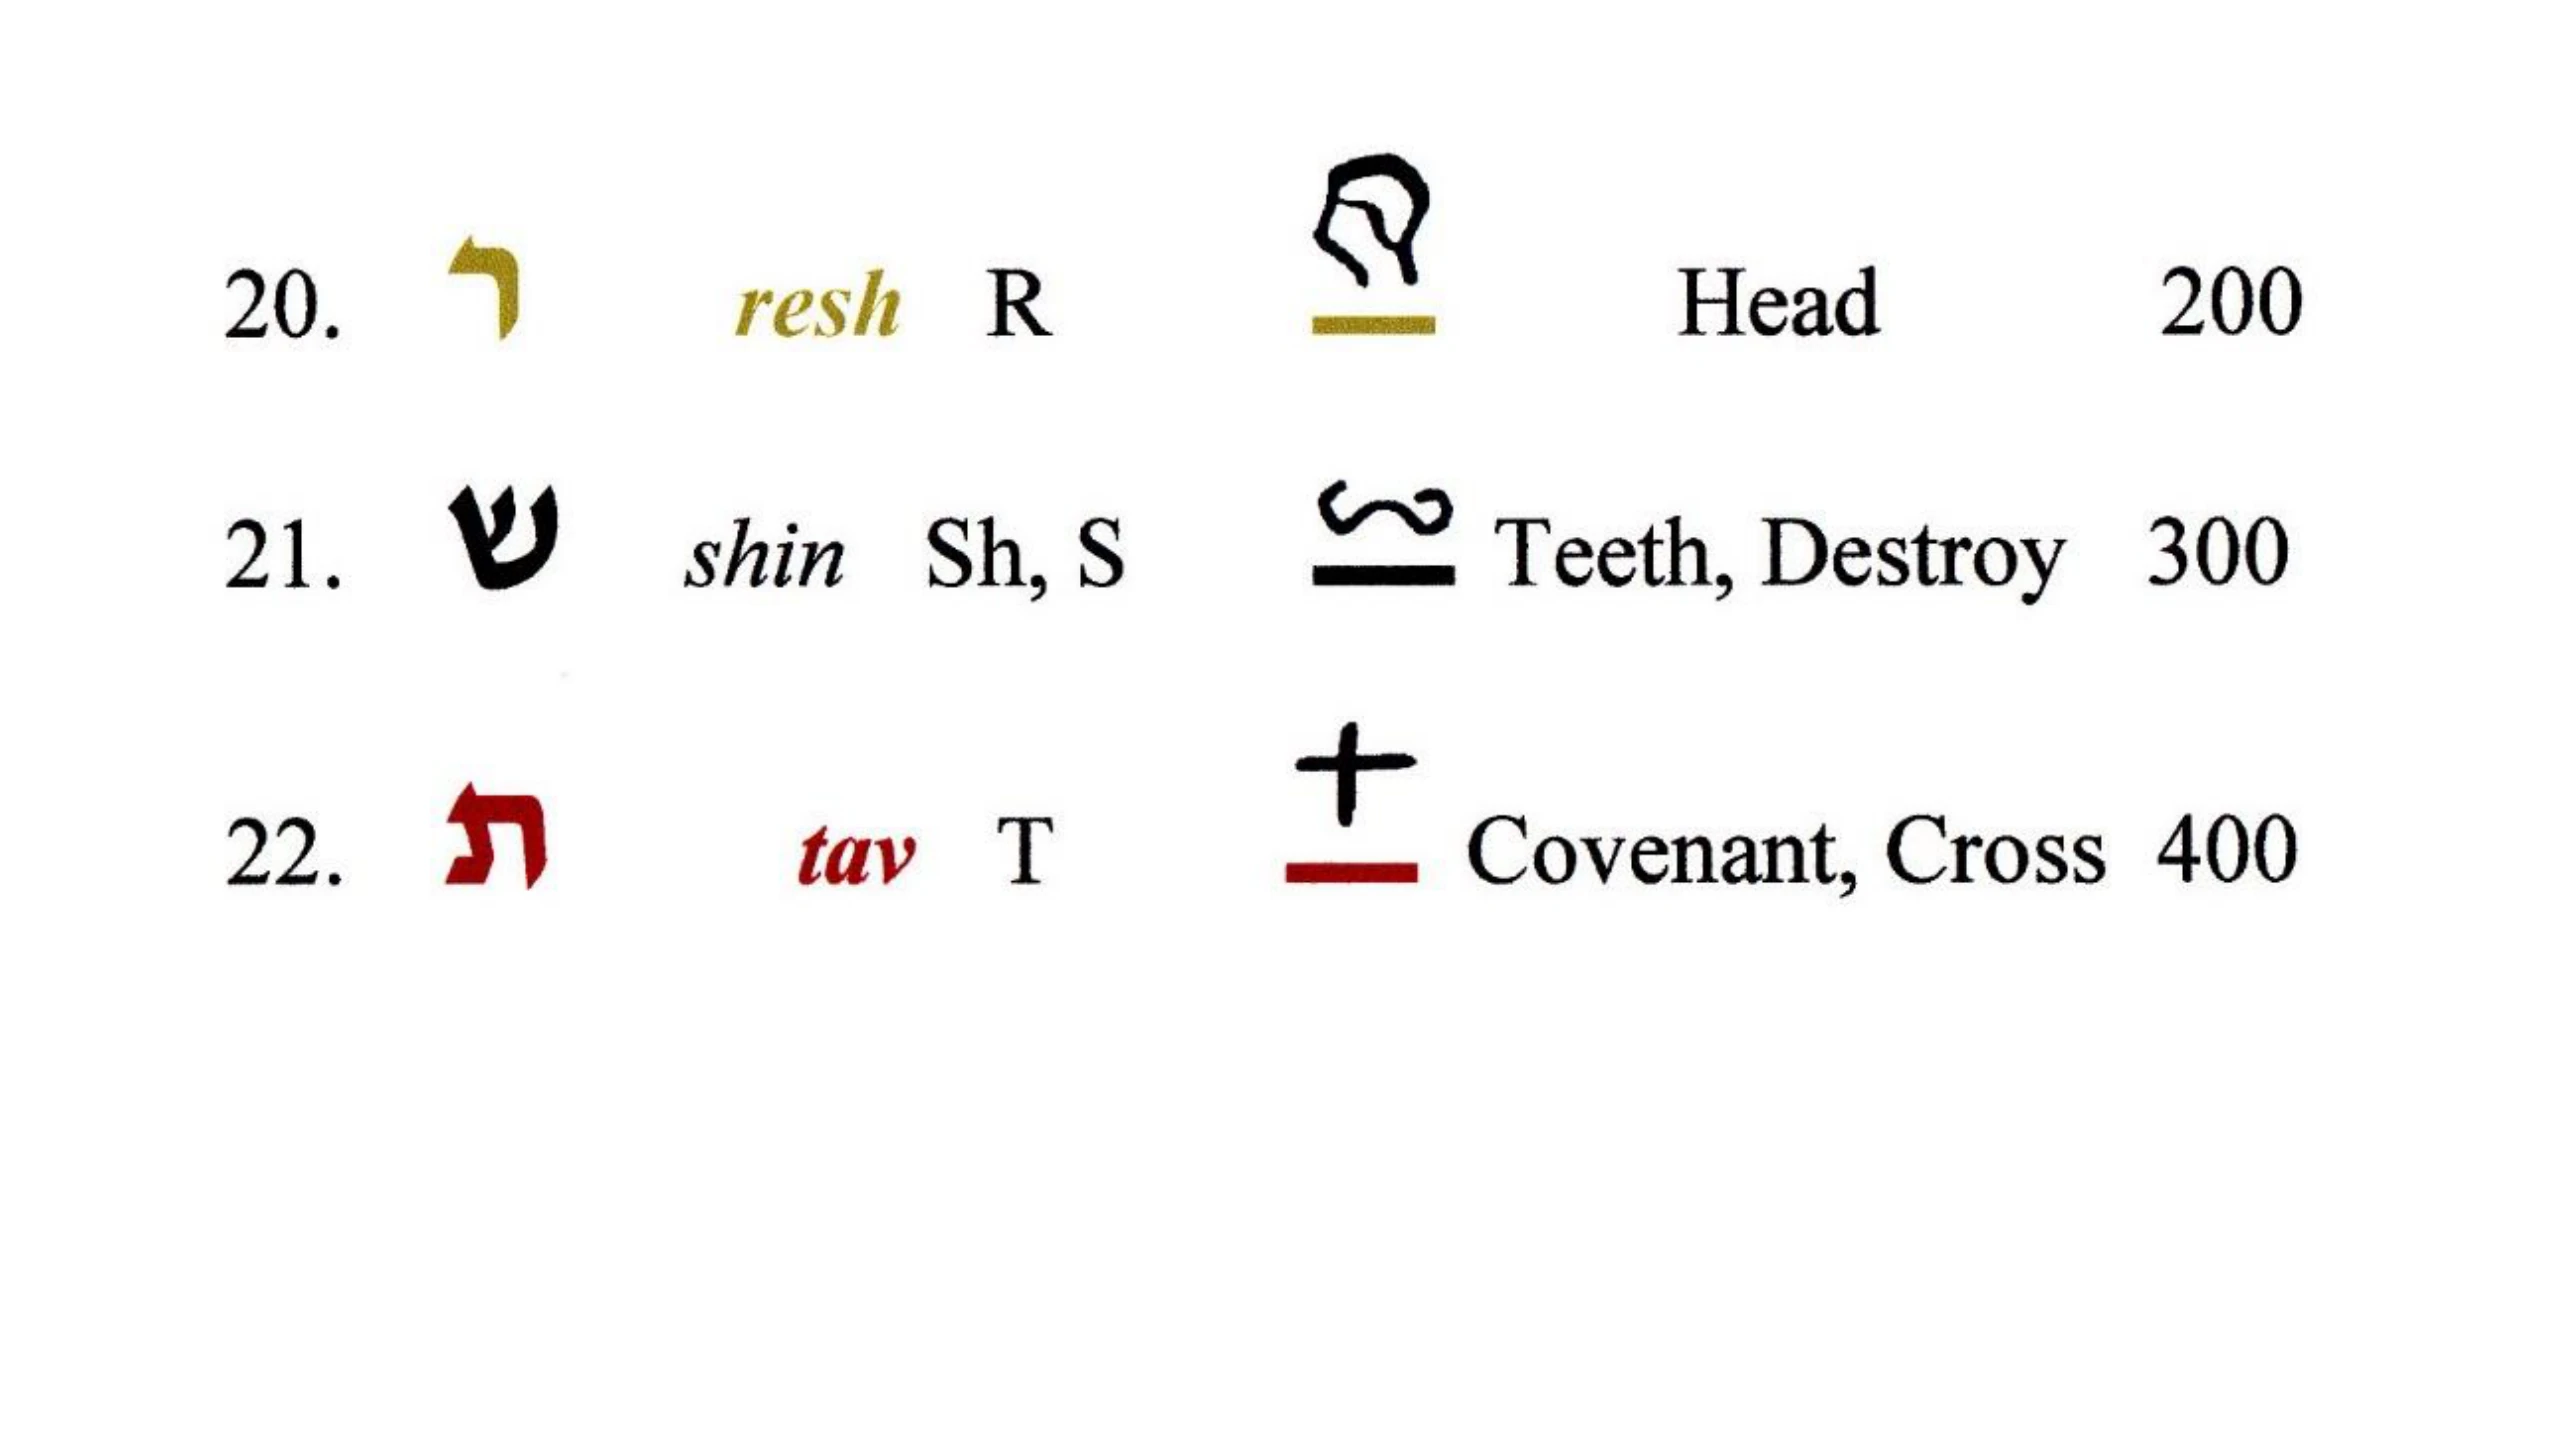 20. ר resh R Head 200
21. ש shin Sh, S Teeth, Destroy 300
22. ת tav T Covenant, Cross 400